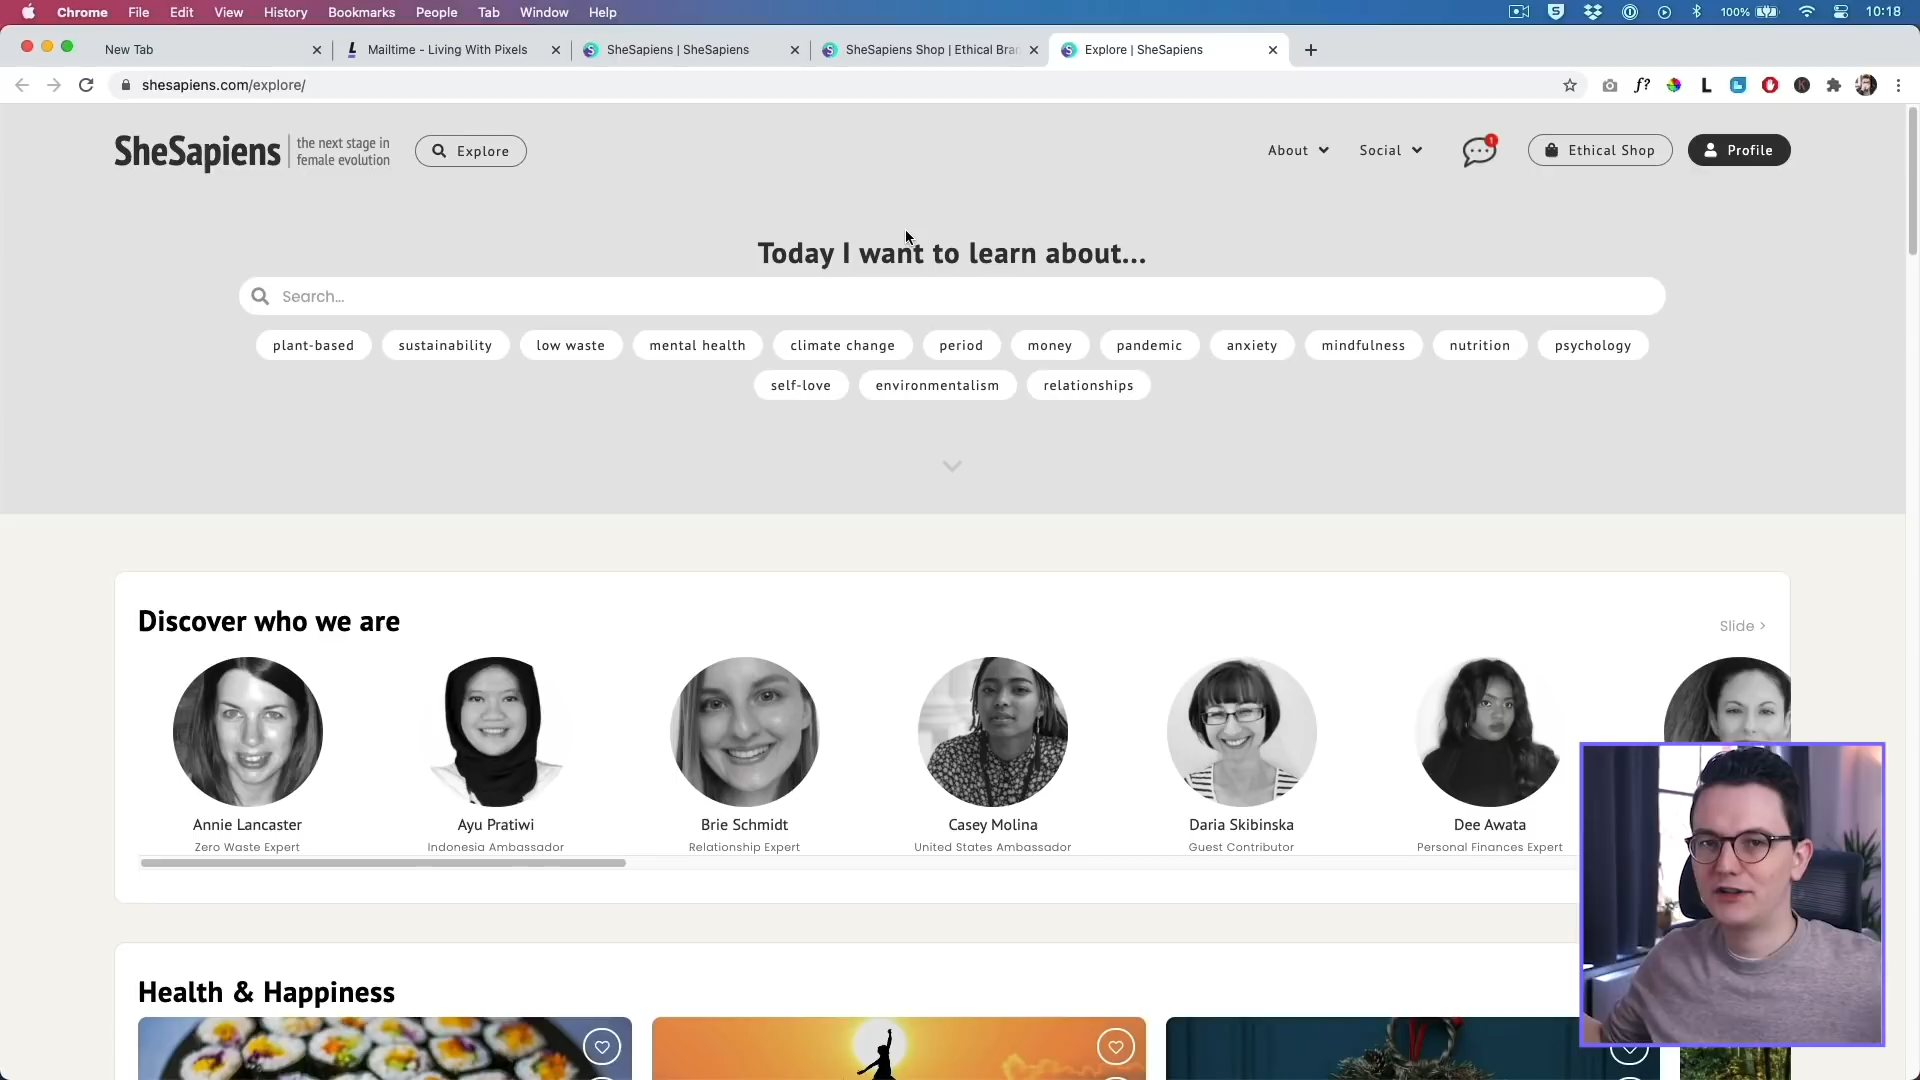 Chrome File Edit View History Bookmarks People Tab Window Help 100% 10:18
New Tab Mailtime - Living With Pixels SheSapiens | SheSapiens SheSapiens Shop | Ethical Bran Explore | SheSapiens
shesapiens.com/explore/ f? L
SheSapiens the next stage in
female evolution
Explore About Social 1 Ethical Shop Profile
Today I want to learn about...
Search...
plant-based sustainability low waste mental health climate change period money pandemic anxiety mindfulness nutrition psychology
self-love environmentalism relationships
Discover who we are
Slide >
Annie Lancaster Ayu Pratiwi Brie Schmidt Casey Molina Daria Skibinska Dee Awata
Zero Waste Expert Indonesia Ambassador Relationship Expert United States Ambassador Guest Contributor Personal Finances Expert
Health & Happiness